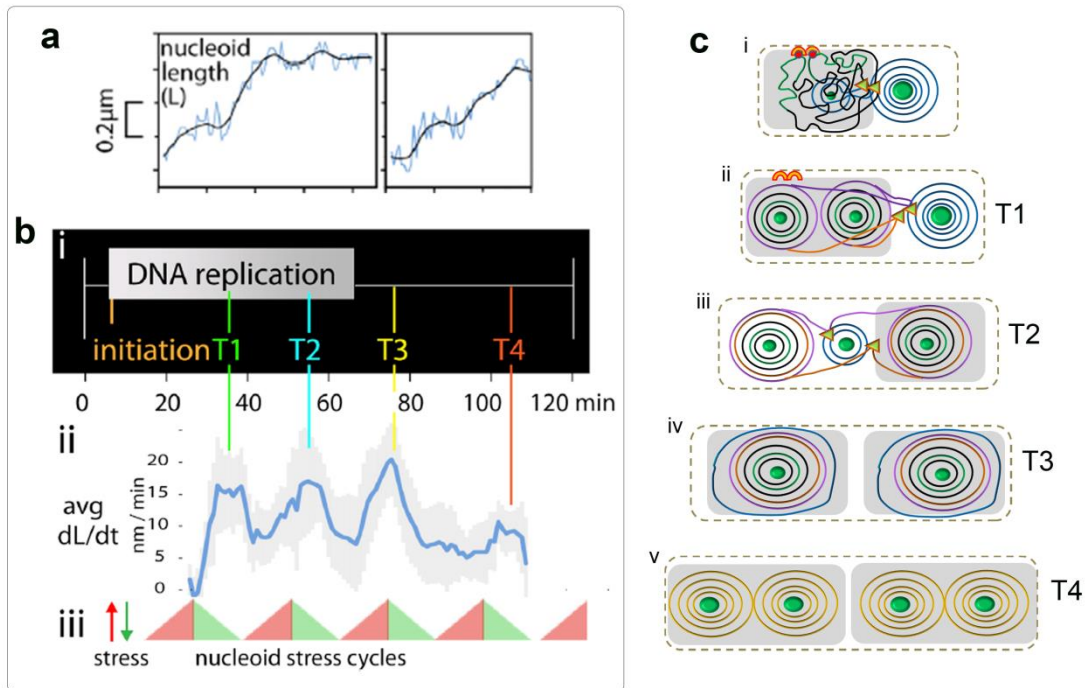 a
nucleoid
length
(L)
0.2μm
b
i
DNA replication
initiation T1 T2 T3 T4
0 20 40 60 80 100 120 min
ii
avg
dL/dt
nm / min
20
15
10
5
0
iii
stress
nucleoid stress cycles
c
i
ii
T1
iii
T2
iv
T3
v
T4